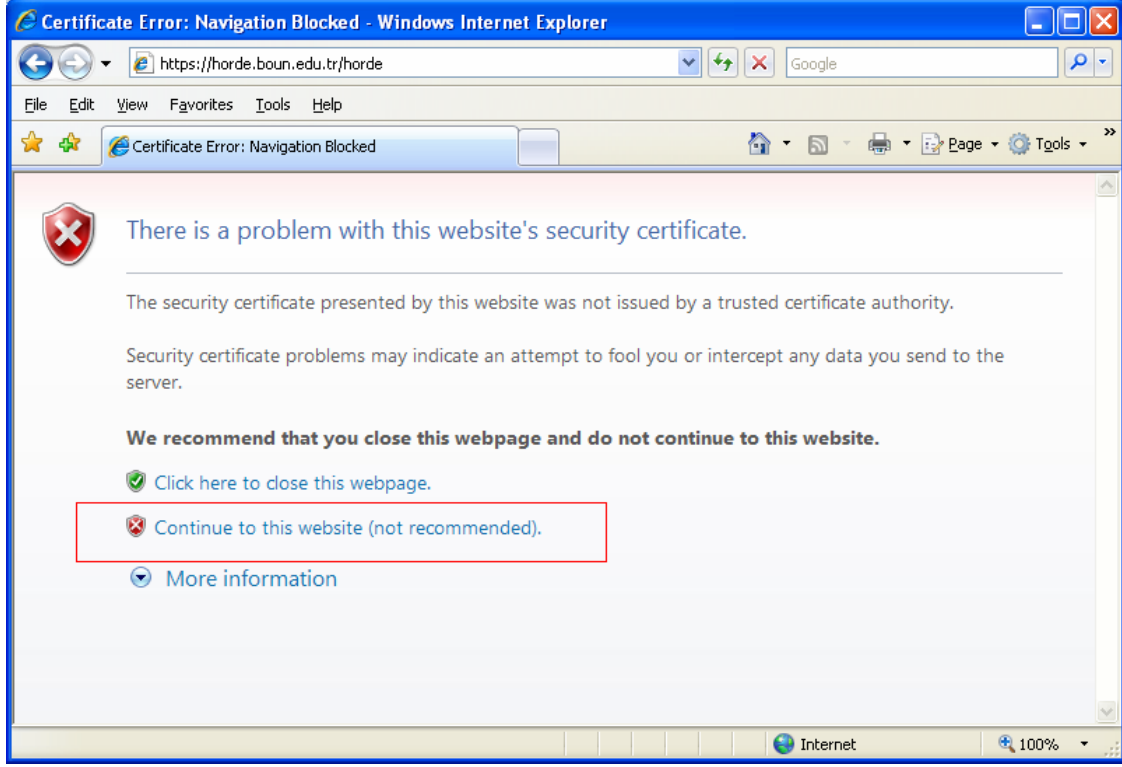 Certificate Error: Navigation Blocked - Windows Internet Explorer
https://horde.boun.edu.tr/horde
Google
File Edit View Favorites Tools Help
Certificate Error: Navigation Blocked
Page Tools »
There is a problem with this website's security certificate.
The security certificate presented by this website was not issued by a trusted certificate authority.
Security certificate problems may indicate an attempt to fool you or intercept any data you send to the
server.
We recommend that you close this webpage and do not continue to this website.
Click here to close this webpage.
Continue to this website (not recommended).
More information
Internet 100%